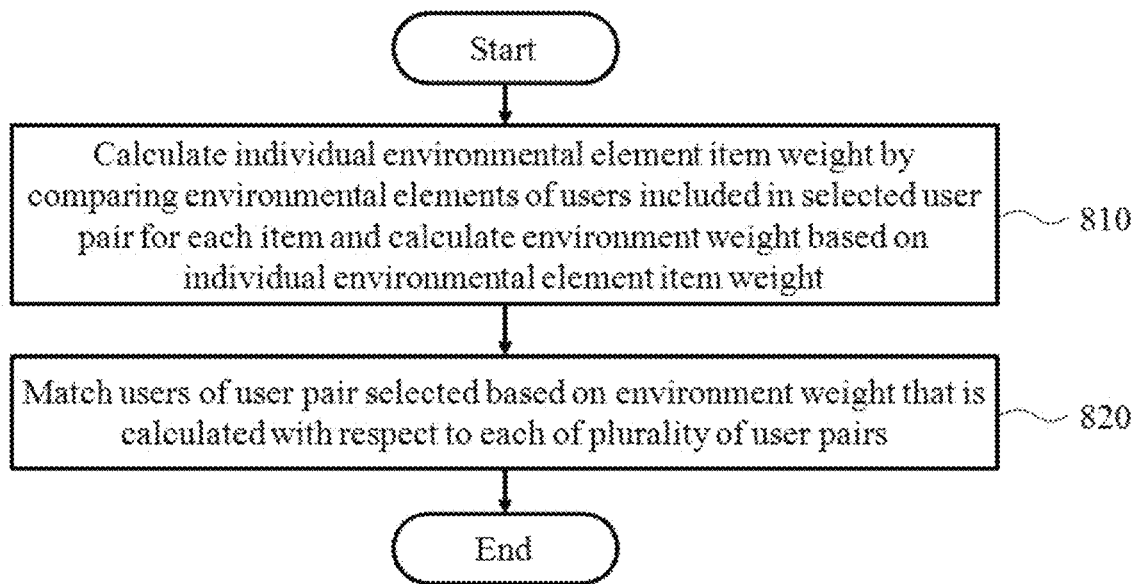 Start
Calculate individual environmental element item weight by
comparing environmental elements of users included in selected user
pair for each item and calculate environment weight based on
individual environmental element item weight
810
Match users of user pair selected based on environment weight that is
calculated with respect to each of plurality of user pairs
820
End